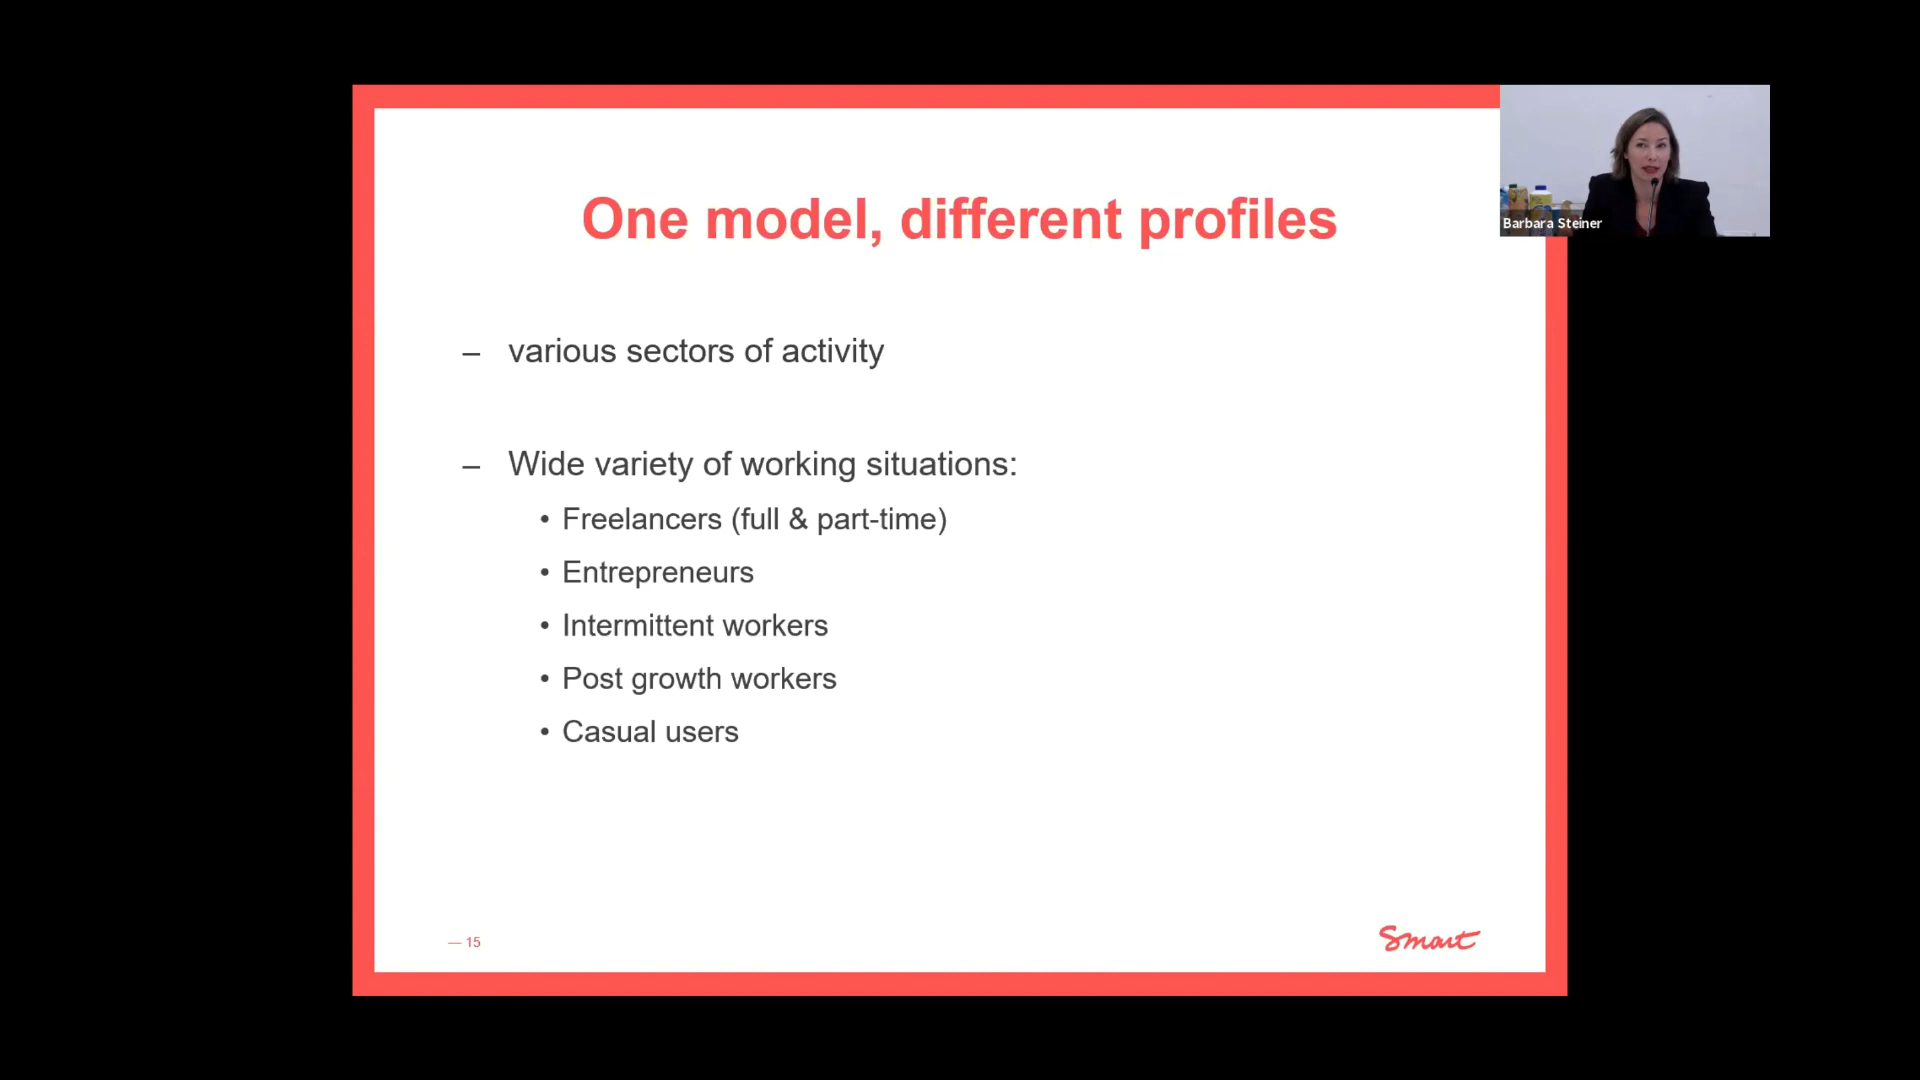 One model, different profiles
Barbara Steiner
– various sectors of activity
– Wide variety of working situations:
• Freelancers (full & part-time)
• Entrepreneurs
• Intermittent workers
• Post growth workers
• Casual users
— 15
Smart